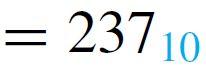 = 237₁₀